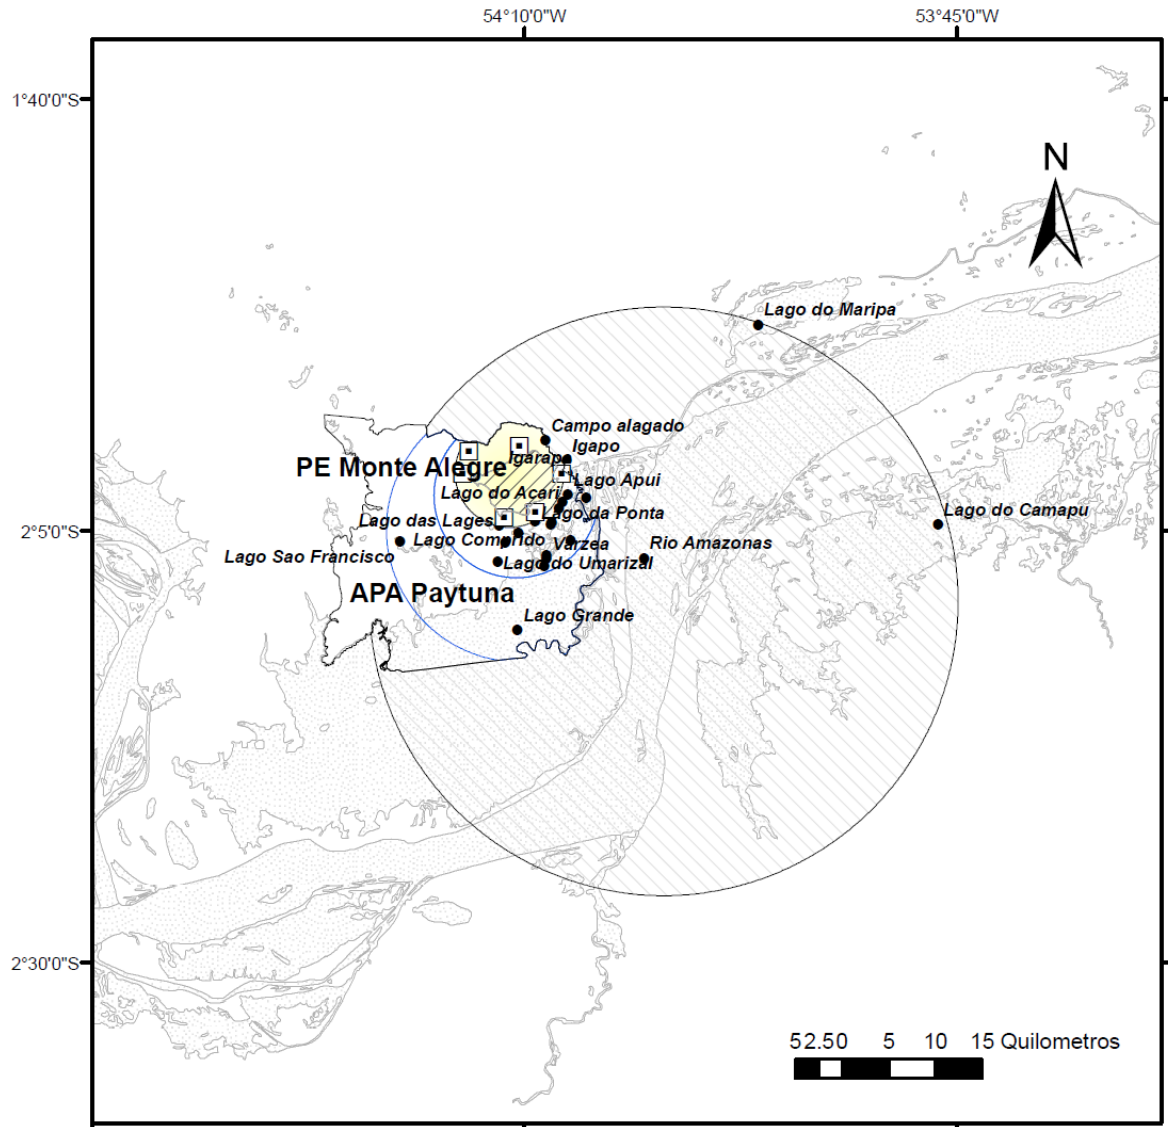 54°10'0"W
53°45'0"W
1°40'0"S
N
Lago do Maripa
Campo alagado
Igapo
Igarape
PE Monte Alegre
Lago Apui
Lago do Açari
Lago da Ponta
Lago do Camapu
Lago das Lages
2°5'0"S
Lago Comprido
Varzea
Rio Amazonas
Lago Sao Francisco
Lago do Umarizal
APA Paytuna
Lago Grande
2°30'0"S
52.50 5 10 15 Quilometros